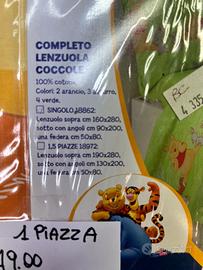 COMPLETO
LENZUOLA
COCCOLE
100% cotone
Colori: 2 arancio, 3 azzurro,
4 verde.
SINGOLO 18862:
Lenzuolo sopra cm 160x280,
sotto con angoli cm 90x200,
una federa cm 50x80.
1,5 PIAZZE 18972:
Lenzuolo sopra cm 190x280,
sotto con angoli cm 130x200,
una federa cm 50x80.
1 PIAZZA
19.00
4 335